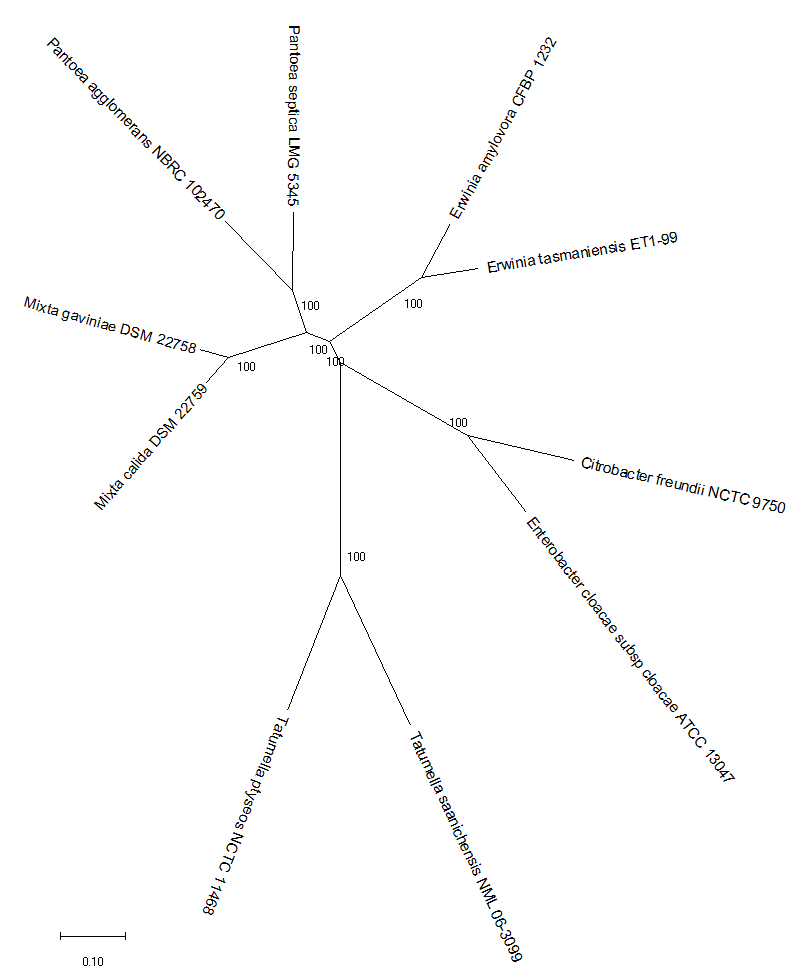 Pantoea agglomerans NBRC 102470
Pantoea septica LMG 5345
Erwinia amylovora CFBP 1232
Erwinia tasmaniensis ET1-99
100
100
Mixta gaviniae DSM 22758
100
100
100
Mixta calida DSM 22759
100
Citrobacter freundii NCTC 9750
Enterobacter cloacae subsp cloacae ATCC 13047
100
Tatumella ptyseos NCTC 11468
Tatumella saanichensis NML 06-3099
0.10